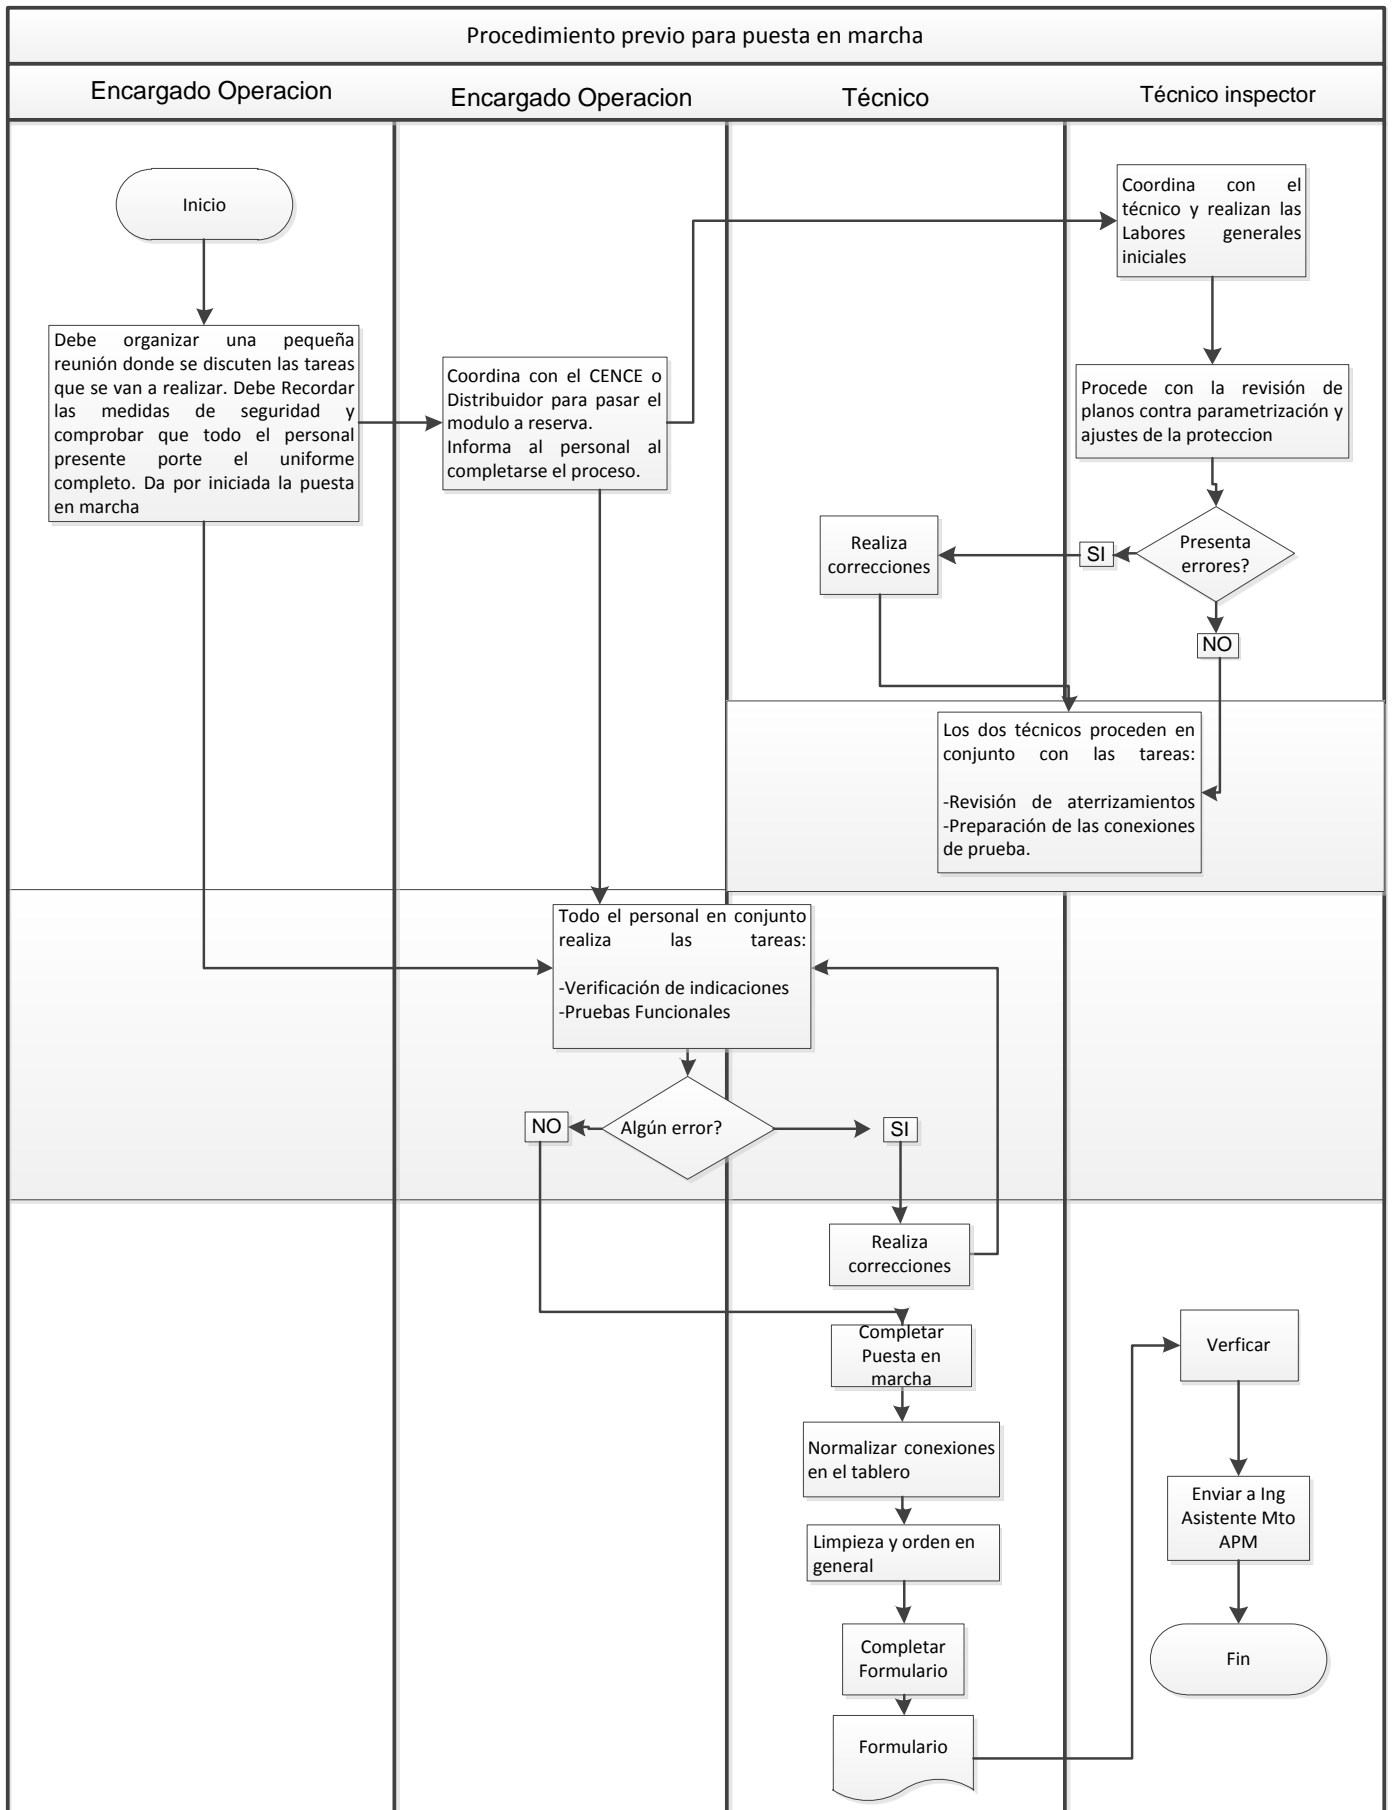 Procedimiento previo para puesta en marcha
Encargado Operacion
Encargado Operacion
Técnico
Técnico inspector
Inicio
Debe organizar una pequeña
reunión donde se discuten las tareas
que se van a realizar. Debe Recordar
las medidas de seguridad y
comprobar que todo el personal
presente porte el uniforme
completo. Da por iniciada la puesta
en marcha
Coordina con el CENCE o
Distribuidor para pasar el
modulo a reserva.
Informa al personal al
completarse el proceso.
Coordina con el
técnico y realizan las
Labores generales
iniciales
Procede con la revisión de
planos contra parametrización y
ajustes de la proteccion
Presenta
errores?
SI
NO
Realiza
correcciones
Los dos técnicos proceden en
conjunto con las tareas:
-Revisión de aterrizamientos
-Preparación de las conexiones
de prueba.
Todo el personal en conjunto
realiza las tareas:
-Verificación de indicaciones
-Pruebas Funcionales
Algún error?
NO
SI
Realiza
correcciones
Completar
Puesta en
marcha
Normalizar conexiones
en el tablero
Limpieza y orden en
general
Completar
Formulario
Formulario
Verficar
Enviar a Ing
Asistente Mto
APM
Fin